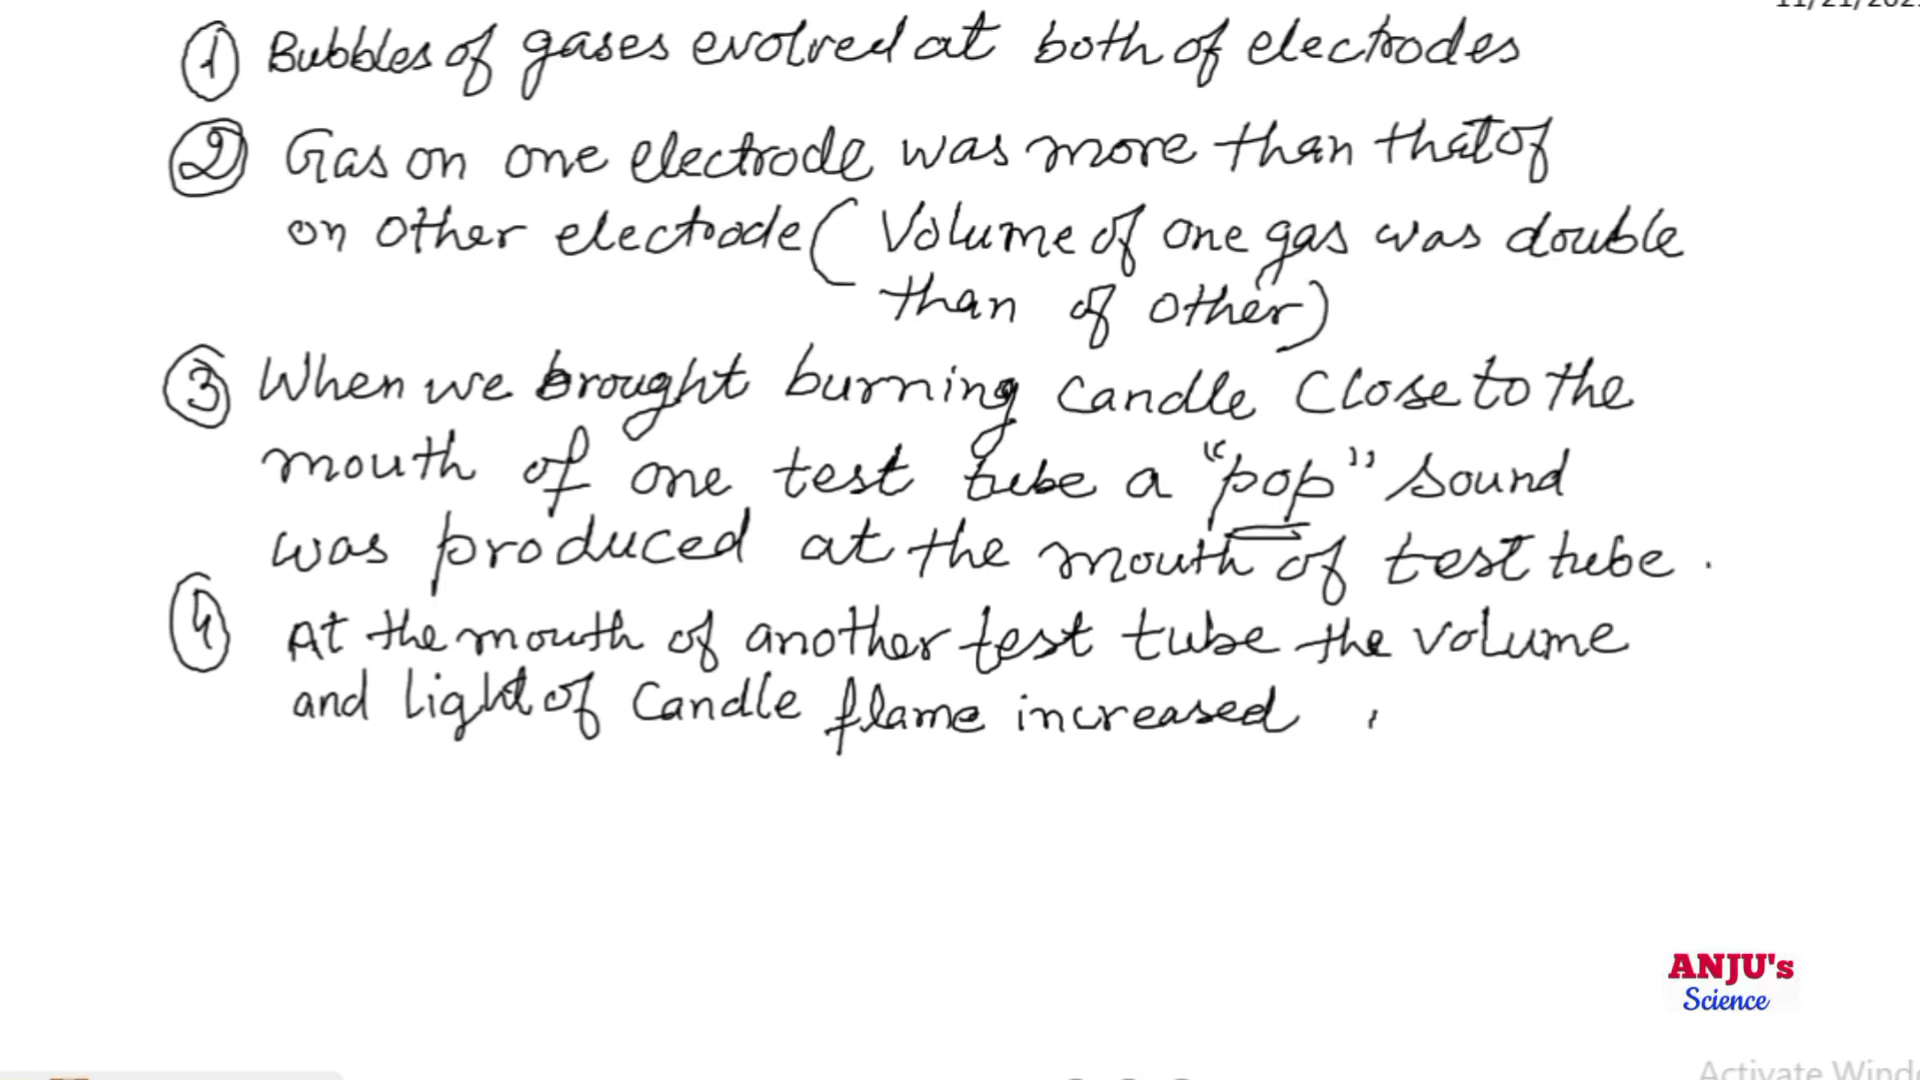 ① Bubbles of gases evolved at both of electrodes
② Gas on one electrode was more than that of
on other electrode ( Volume of one gas was double
than of other)
③ When we brought burning Candle Close to the
mouth of one test tube a "pop" sound
was produced at the mouth of test tube.
④ At the mouth of another test tube the volume
and light of Candle flame increased.
ANJU's
Science